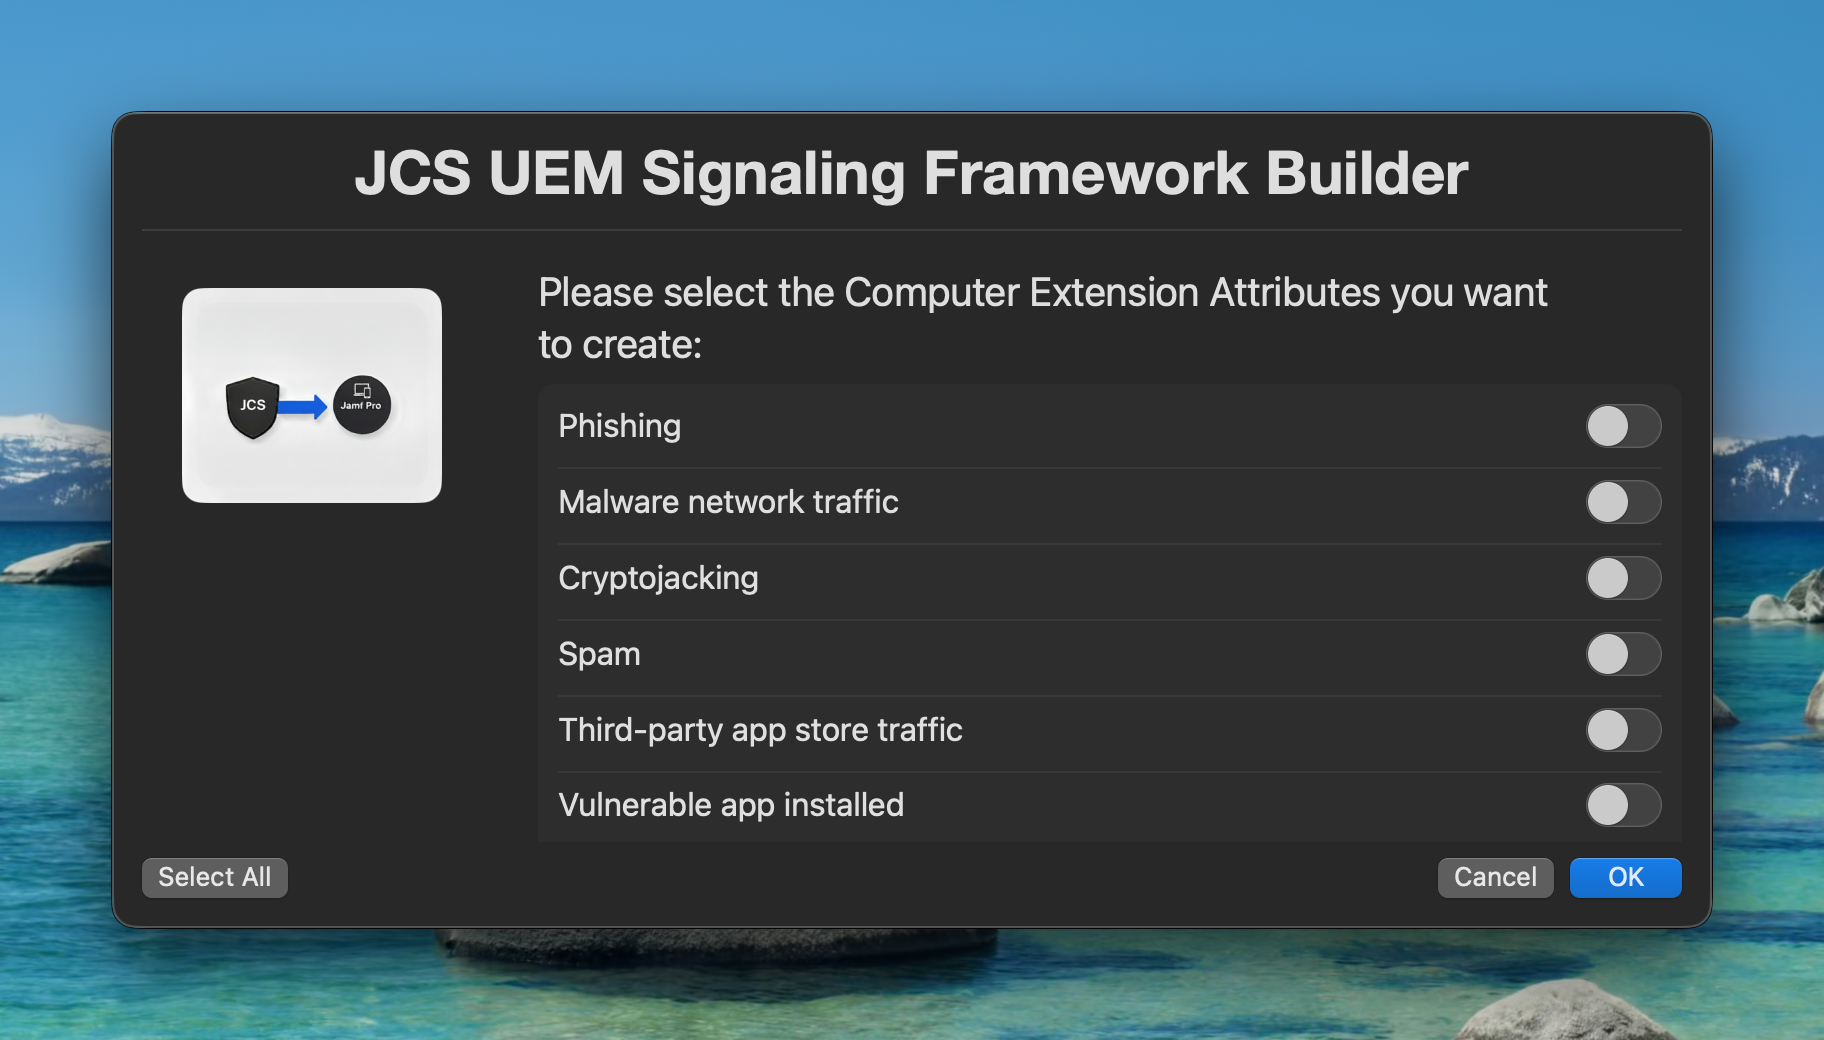 JCS UEM Signaling Framework Builder
JCS
Jamf Pro
Please select the Computer Extension Attributes you want
to create:
Phishing
Malware network traffic
Cryptojacking
Spam
Third-party app store traffic
Vulnerable app installed
Select All
Cancel
OK